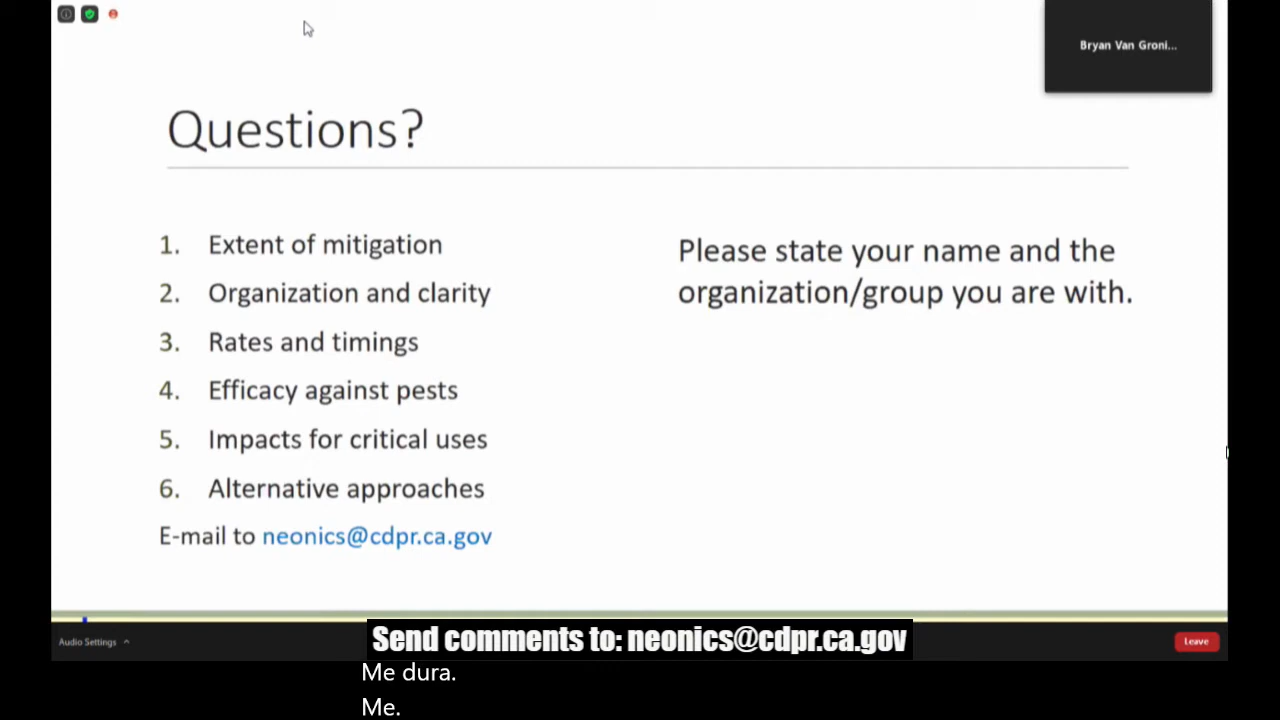 Bryan Van Groni...
Questions?
1. Extent of mitigation
2. Organization and clarity
3. Rates and timings
4. Efficacy against pests
5. Impacts for critical uses
6. Alternative approaches
E-mail to neonics@cdpr.ca.gov
Please state your name and the
organization/group you are with.
Audio Settings
Leave
Send comments to: neonics@cdpr.ca.gov
Me dura.
Me.